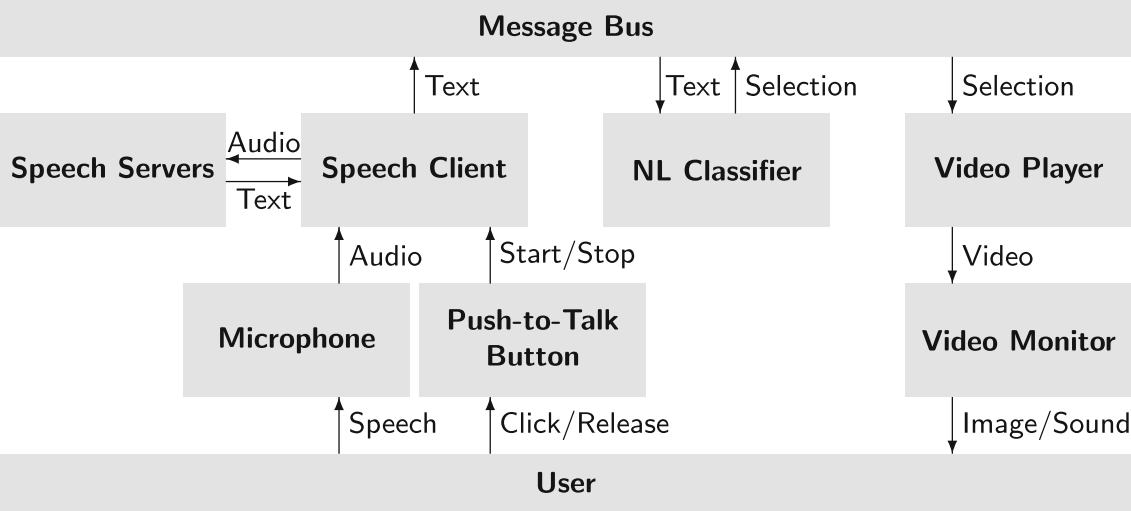 Message Bus
Text
Text
Selection
Selection
Speech Servers
Audio
Text
Speech Client
NL Classifier
Video Player
Audio
Start/Stop
Video
Microphone
Push-to-Talk
Button
Video Monitor
Speech
Click/Release
Image/Sound
User